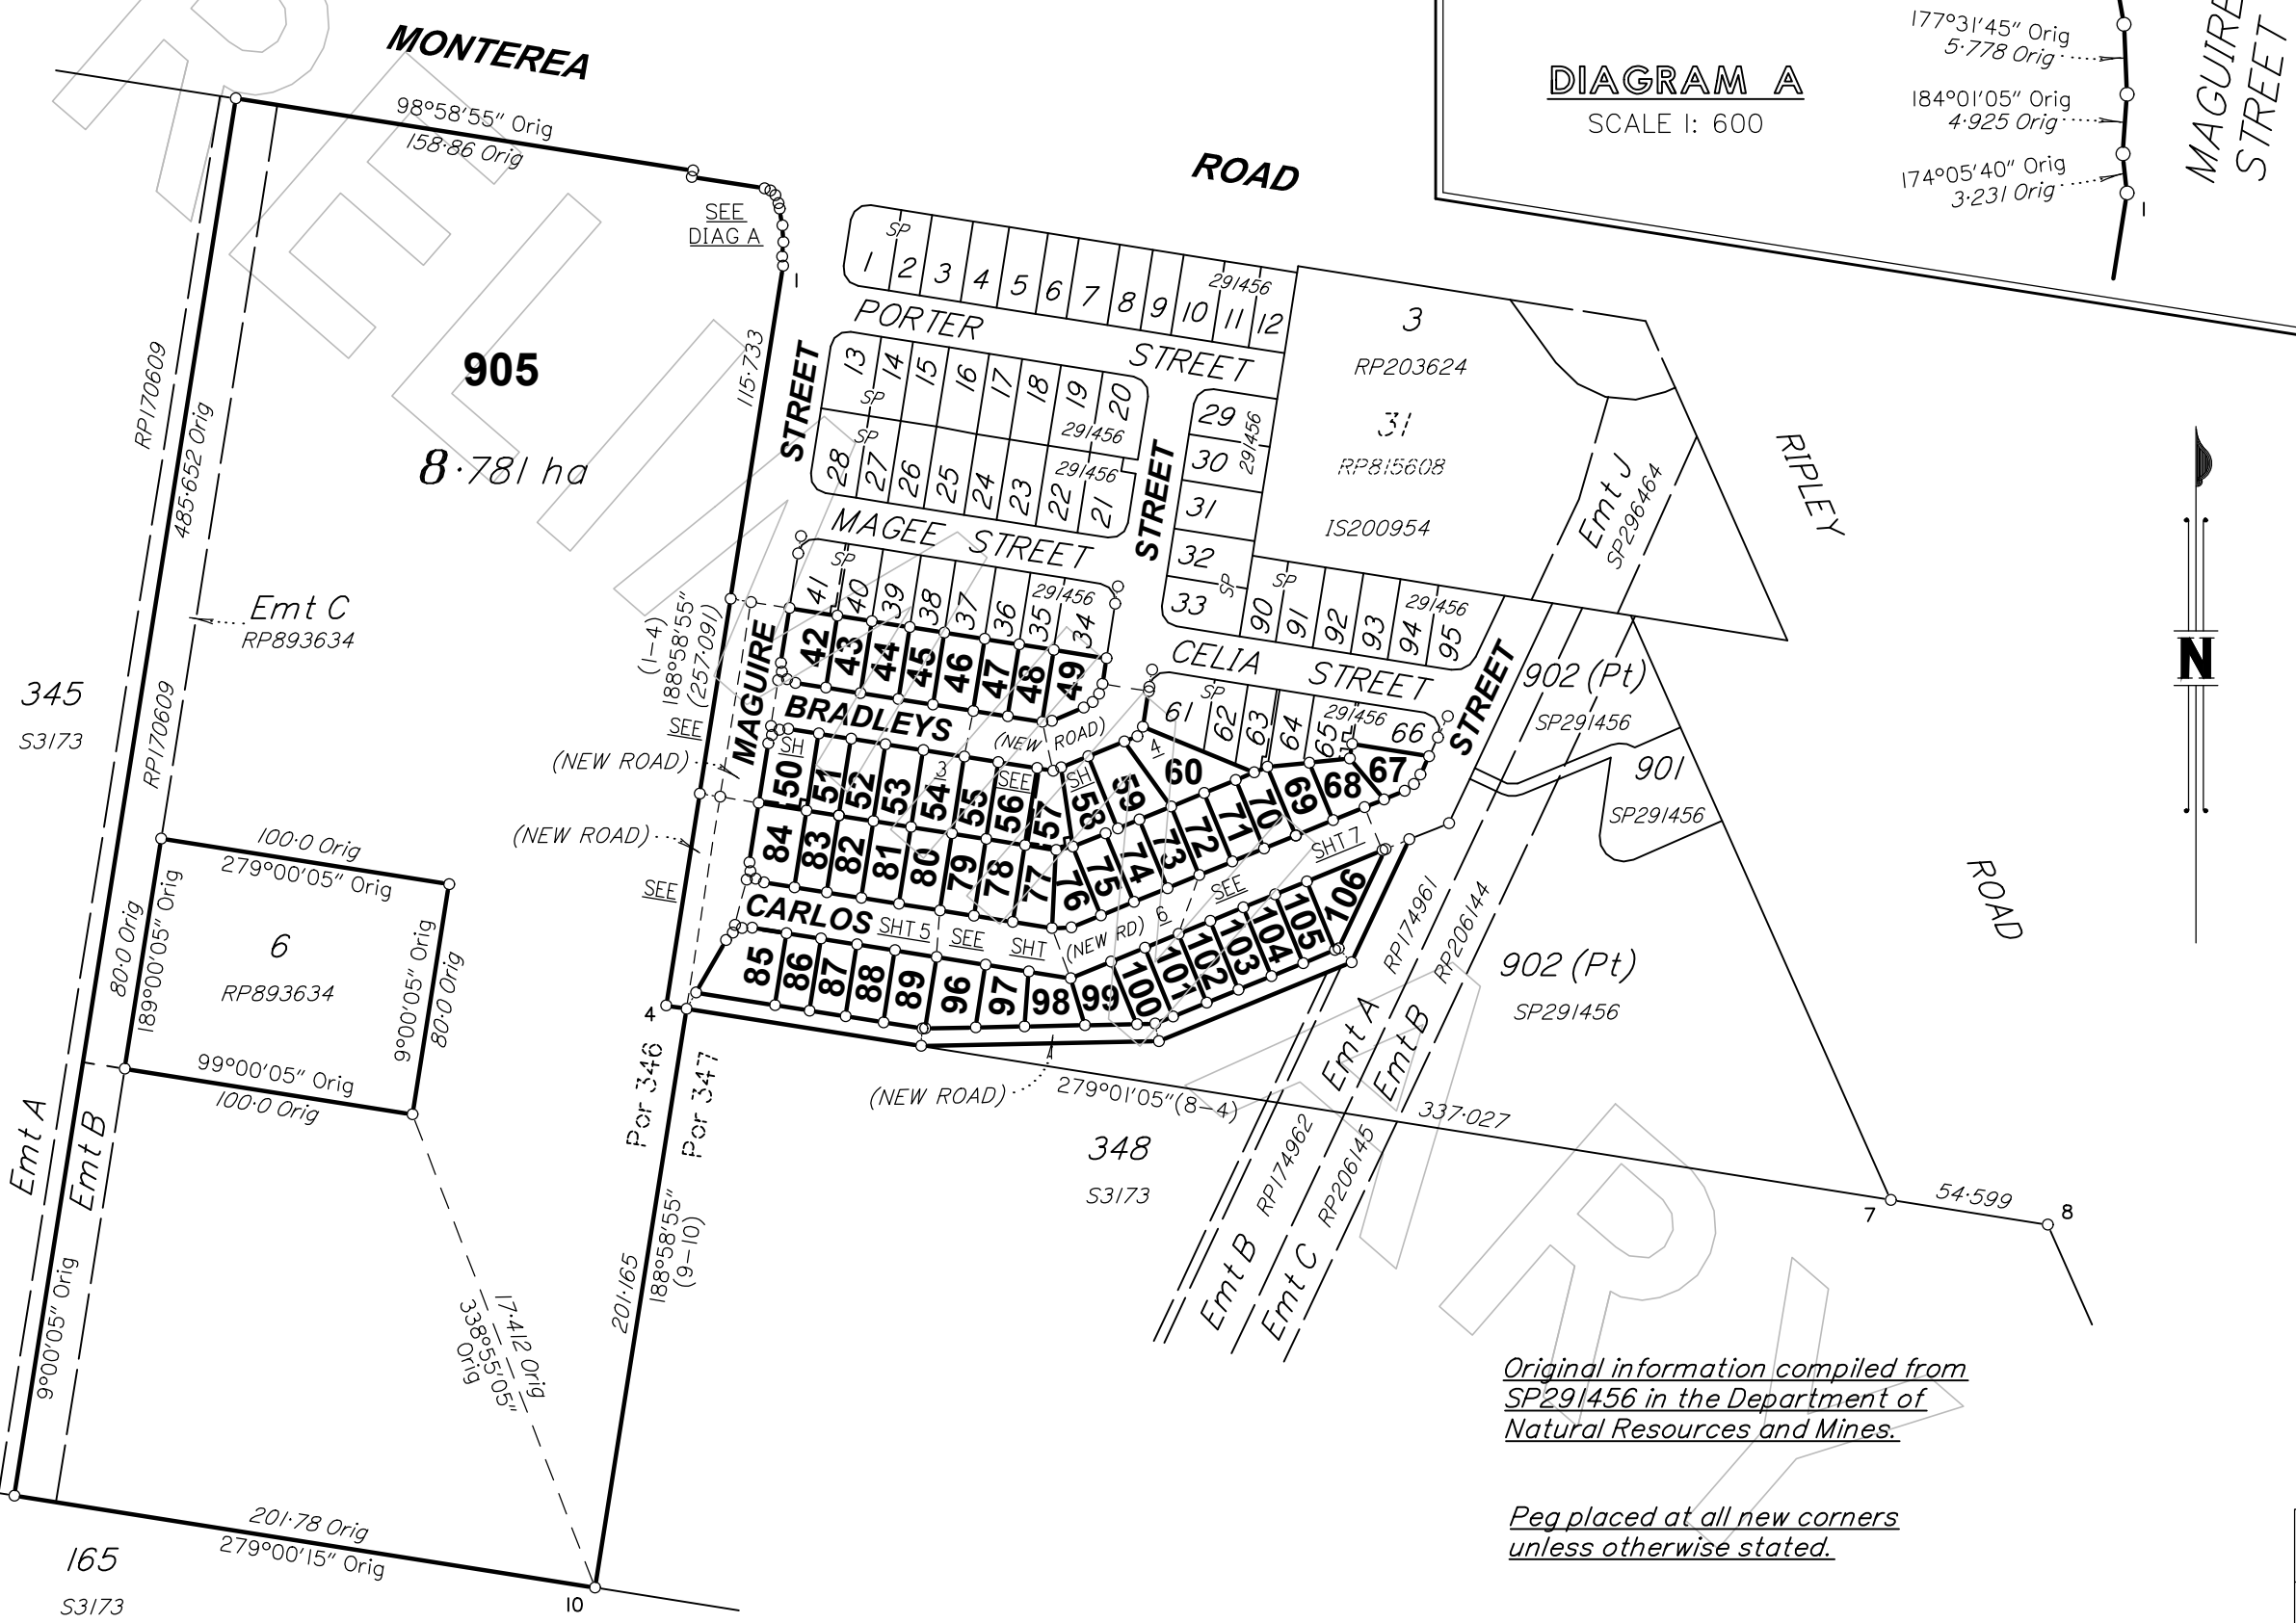 MONTEREA
ROAD
98°58'55" Orig
158·86 Orig
SEE
DIAG A
1
DIAGRAM A
SCALE 1: 600
177°31'45" Orig
5·778 Orig
184°01'05" Orig
4·925 Orig
174°05'40" Orig
3·231 Orig
1
MAGUIRE
STREET
905
8·781 ha
RP170609
485·652 Orig
115·733
Emt C
RP893634
RP170609
345
S3173
SP
1 2 3 4 5 6 7 8 9 10 11 12
291456
PORTER STREET
STREET
13 14 15 16 17 18 19 20
SP
291456
28 27 26 25 24 23 22 21
SP
291456
MAGEE STREET
STREET
29
30
31
32
33
291456
SP
3
RP203624
31
RP815608
IS200954
Emt J
SP296464
RIPLEY
ROAD
N
41 40 39 38 37 36 35 34
SP
291456
90 91 92 93 94 95
SP
291456
CELIA STREET
STREET
(1-4)
188°58'55"
(257·091)
SEE
(NEW ROAD)
(NEW ROAD)
SEE
MAGUIRE
42 43 44 45 46 47 48 49
BRADLEYS
(NEW ROAD)
61 62 63 64 65 66
SP
291456
SH 3 SEE SH 4
50 51 52 53 54 55 56 57 58 59 60
84 83 82 81 80 79 78 77 76 75 74 73 72 71 70 69 68 67
CARLOS
SHT 5
SEE
SHT 6
(NEW RD)
SEE
SHT 7
85 86 87 88 89 96 97 98 99 100 101 102 103 104 105 106
902 (Pt)
SP291456
901
SP291456
902 (Pt)
SP291456
RP174961
RP206144
Emt A
Emt B
100·0 Orig
279°00'05" Orig
80·0 Orig
189°00'05" Orig
6
RP893634
9°00'05" Orig
80·0 Orig
99°00'05" Orig
100·0 Orig
4
Por 346
Por 347
(NEW ROAD)
279°01'05"(8-4)
337·027
348
S3173
RP174962
RP206145
Emt B
Emt C
7
54·599
8
Emt A
Emt B
9°00'05" Orig
17·412 Orig
338°55'05"
Orig
201·165
188°58'55"
(9-10)
201·78 Orig
279°00'15" Orig
165
S3173
10
Original information compiled from
SP291456 in the Department of
Natural Resources and Mines.
Peg placed at all new corners
unless otherwise stated.